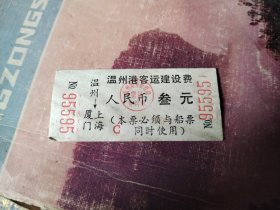 温州港客运建设费
人民币 叁 元
(本票必须与船票
同时使用)
C
温州→上海
厦门
№ 95595
№ 95595
GZONGS